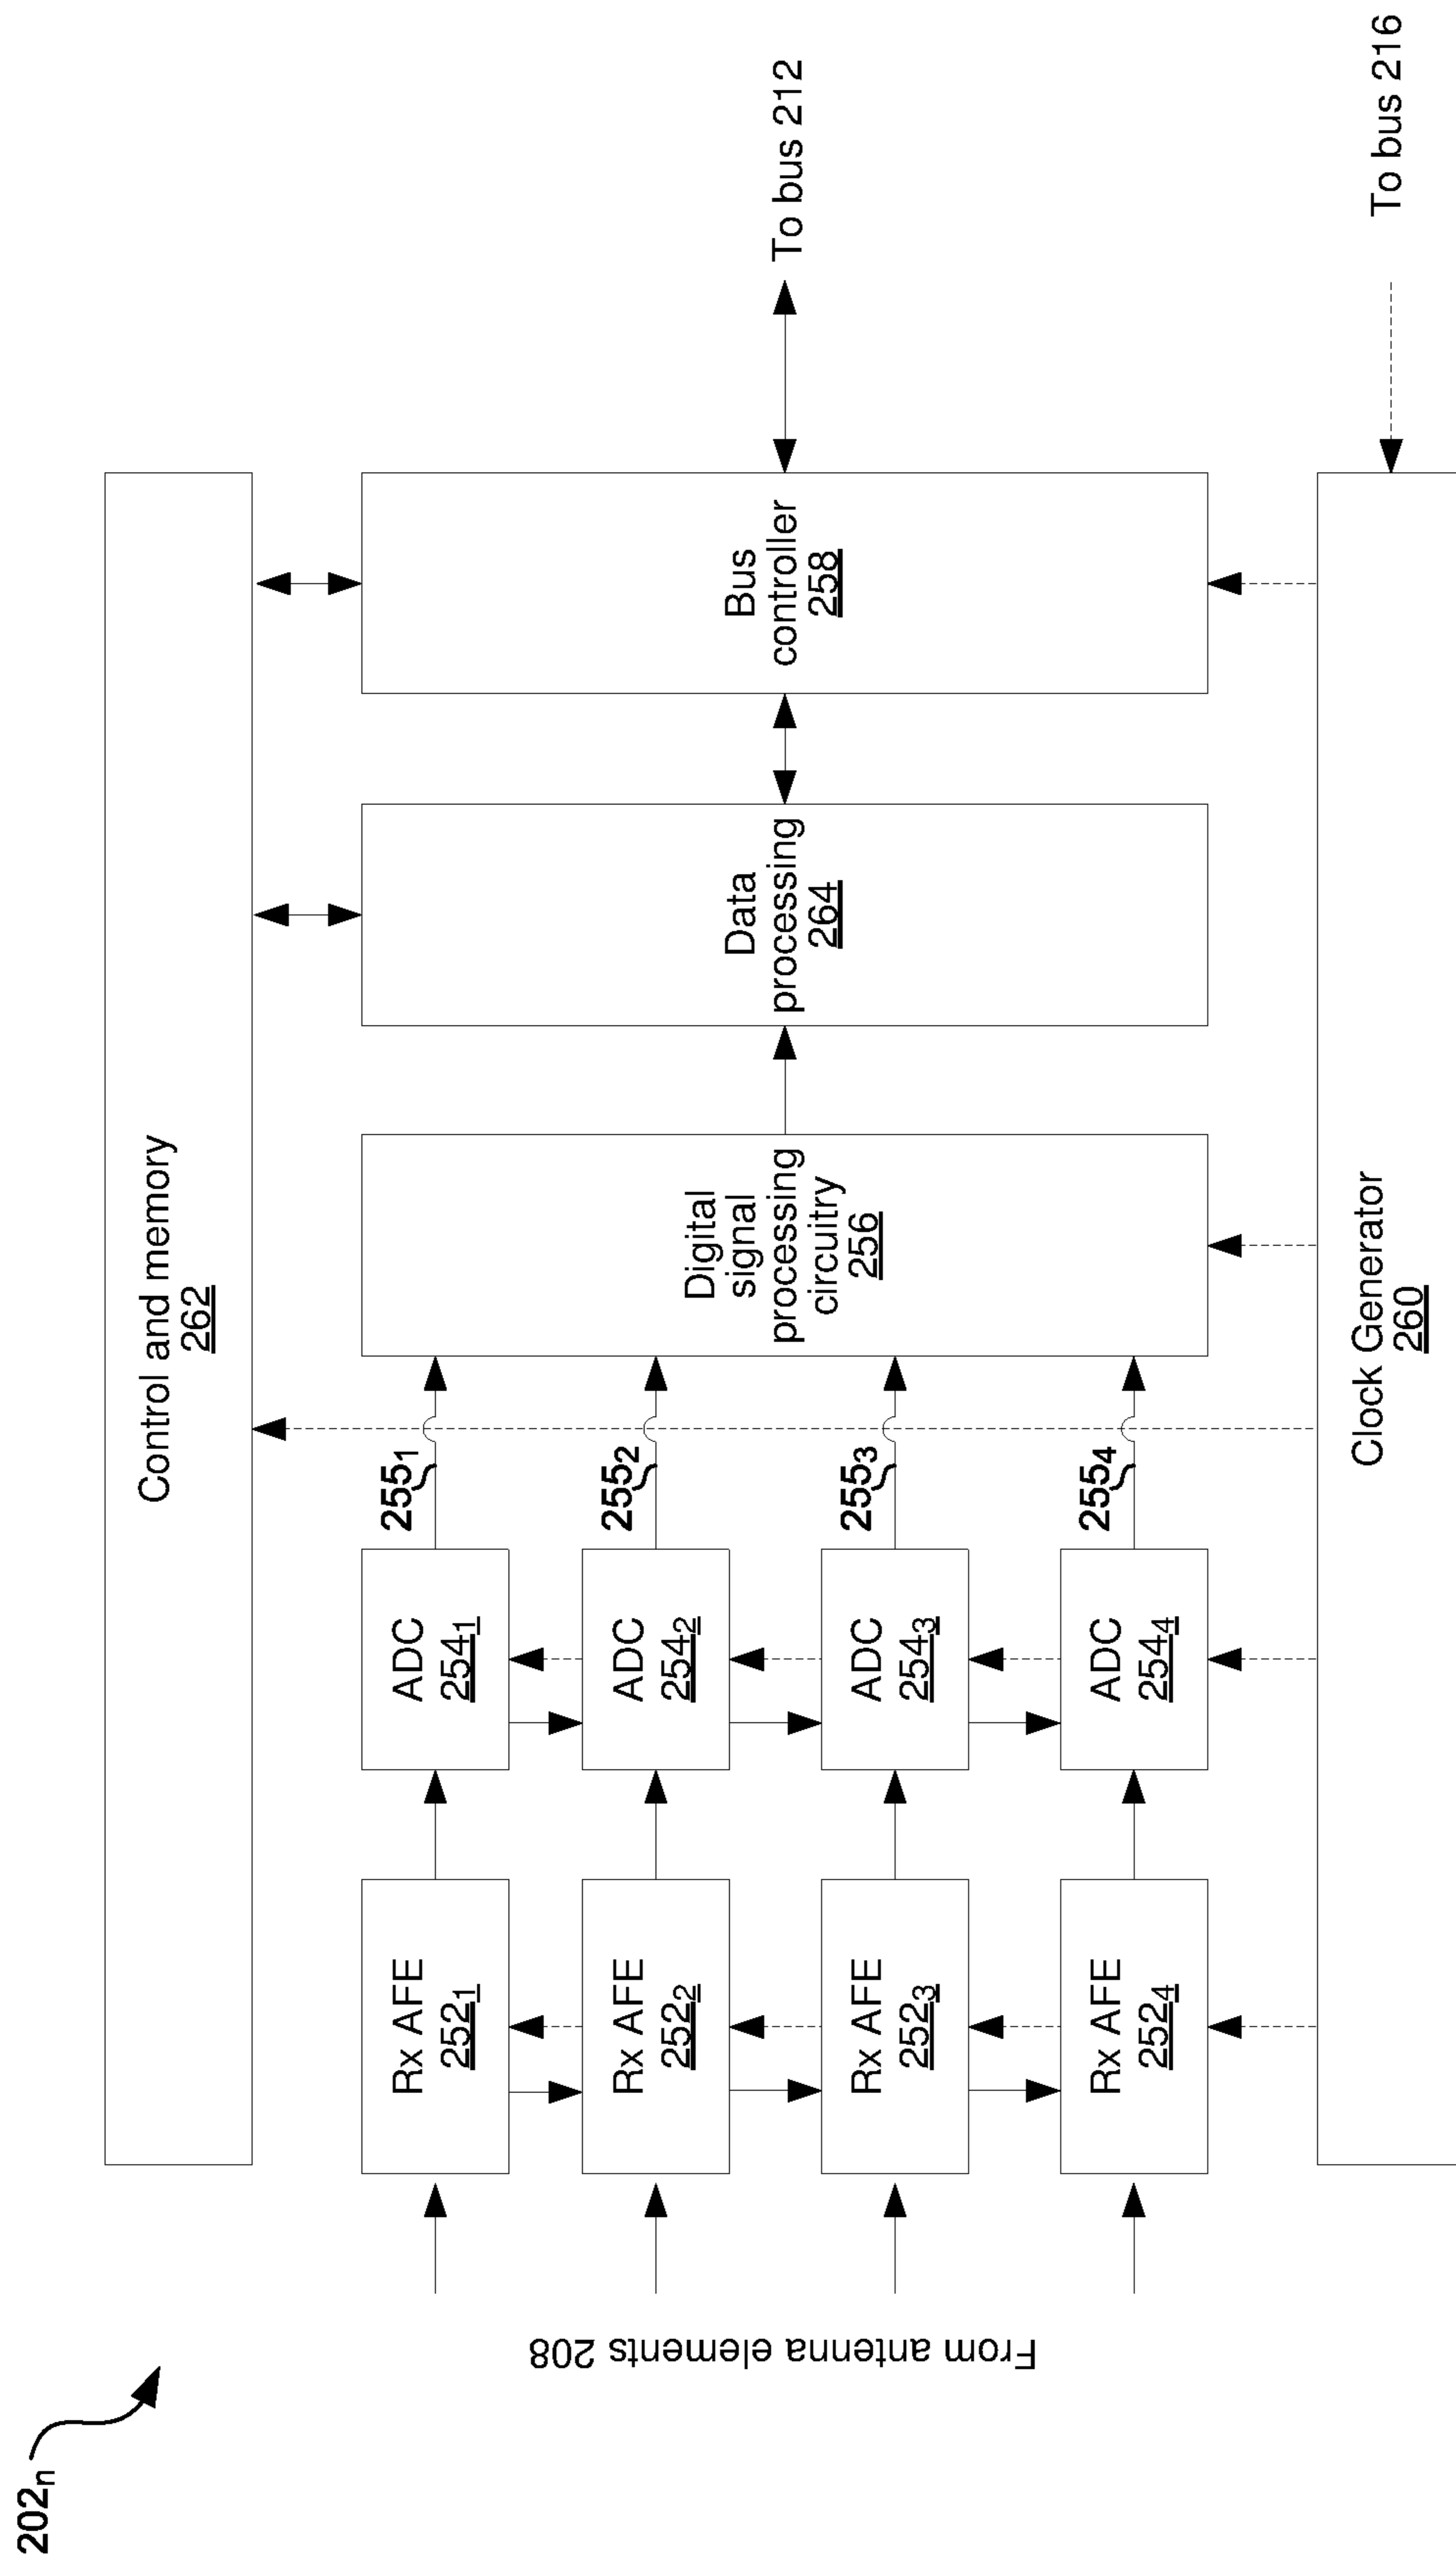 202n
Control and memory
262
From antenna elements 208
Rx AFE
2521
Rx AFE
2522
Rx AFE
2523
Rx AFE
2524
ADC
2541
ADC
2542
ADC
2543
ADC
2544
2551
2552
2553
2554
Digital
signal
processing
circuitry
256
Data
processing
264
Bus
controller
258
To bus 212
Clock Generator
260
To bus 216